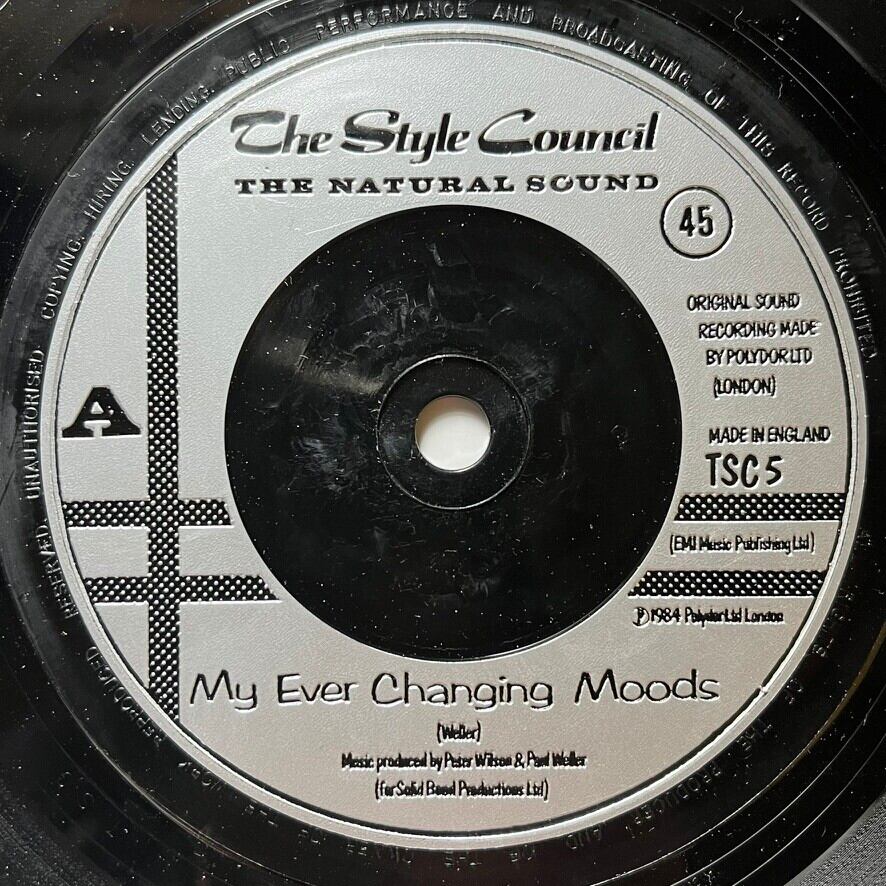 UNAUTHORISED COPYING, HIRING, LENDING, PUBLIC PERFORMANCE AND BROADCASTING OF THIS RECORD PROHIBITED
The Style Council
THE NATURAL SOUND
45
ORIGINAL SOUND
RECORDING MADE
BY POLYDOR LTD
(LONDON)
A
MADE IN ENGLAND
TSC 5
(EMI Music Publishing Ltd)
Ⓟ 1984 Polydor Ltd London
My Ever Changing Moods
(Weller)
Music produced by Peter Wilson & Paul Weller
(for Solid Bond Productions Ltd)